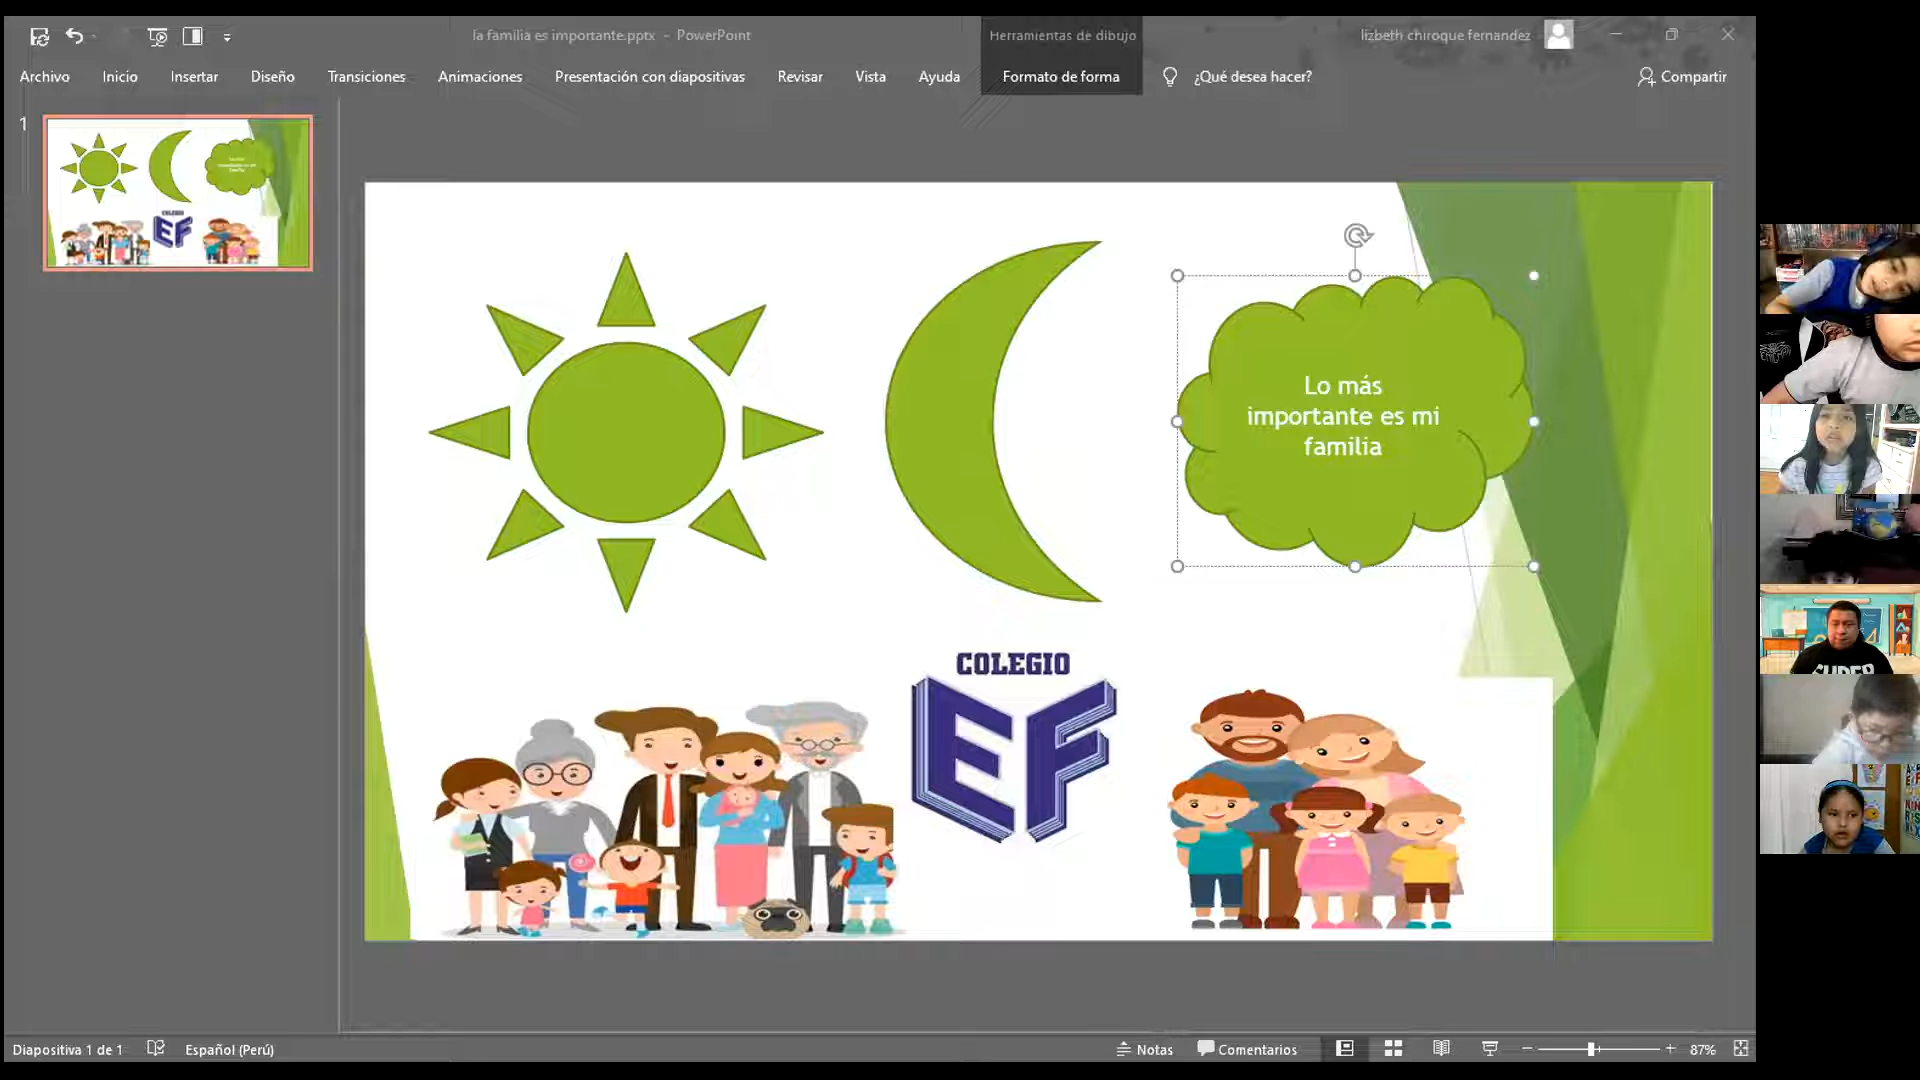 la familia es importante.pptx - PowerPoint
Herramientas de dibujo
lizbeth chiroque fernandez
Archivo
Inicio
Insertar
Diseño
Transiciones
Animaciones
Presentación con diapositivas
Revisar
Vista
Ayuda
Formato de forma
¿Qué desea hacer?
Compartir
1
Lo más
importante es mi
familia
COLEGIO
EF
Diapositiva 1 de 1
Español (Perú)
Notas
Comentarios
87%